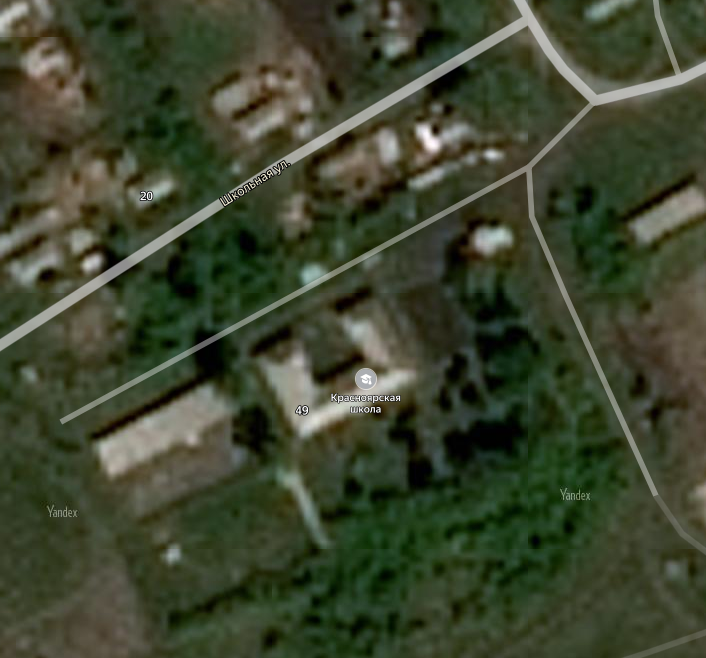 Школьная ул.
20
Красноярская
школа
49
Yandex
Yandex